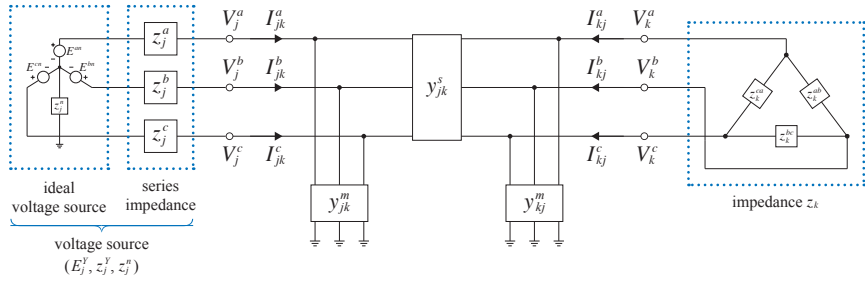 V_j^a I_{jk}^a I_{kj}^a V_k^a
z_j^a
+ E^{an} -
E^{cn} - - E^{bn}
+ +
V_j^b I_{jk}^b y_{jk}^s I_{kj}^b V_k^b
z_j^b z_k^{ca} z_k^{ab}
z_j^n
z_j^c z_k^{bc}
V_j^c I_{jk}^c I_{kj}^c V_k^c
y_{jk}^m y_{kj}^m
ideal
voltage source
series
impedance
impedance z_k
voltage source
(E_j^Y, z_j^Y, z_j^n)